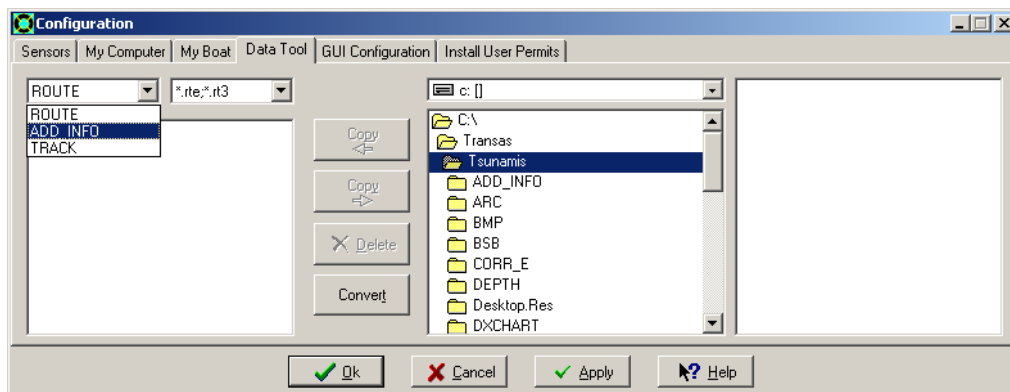 Configuration
Sensors My Computer My Boat Data Tool GUI Configuration Install User Permits
ROUTE *.rte;*.rt3 c: []
ROUTE
ADD_INFO
TRACK
Copy
Copy
Delete
Convert
C:\
Transas
Tsunamis
ADD_INFO
ARC
BMP
BSB
CORR_E
DEPTH
Desktop.Res
DXCHART
Ok Cancel Apply Help